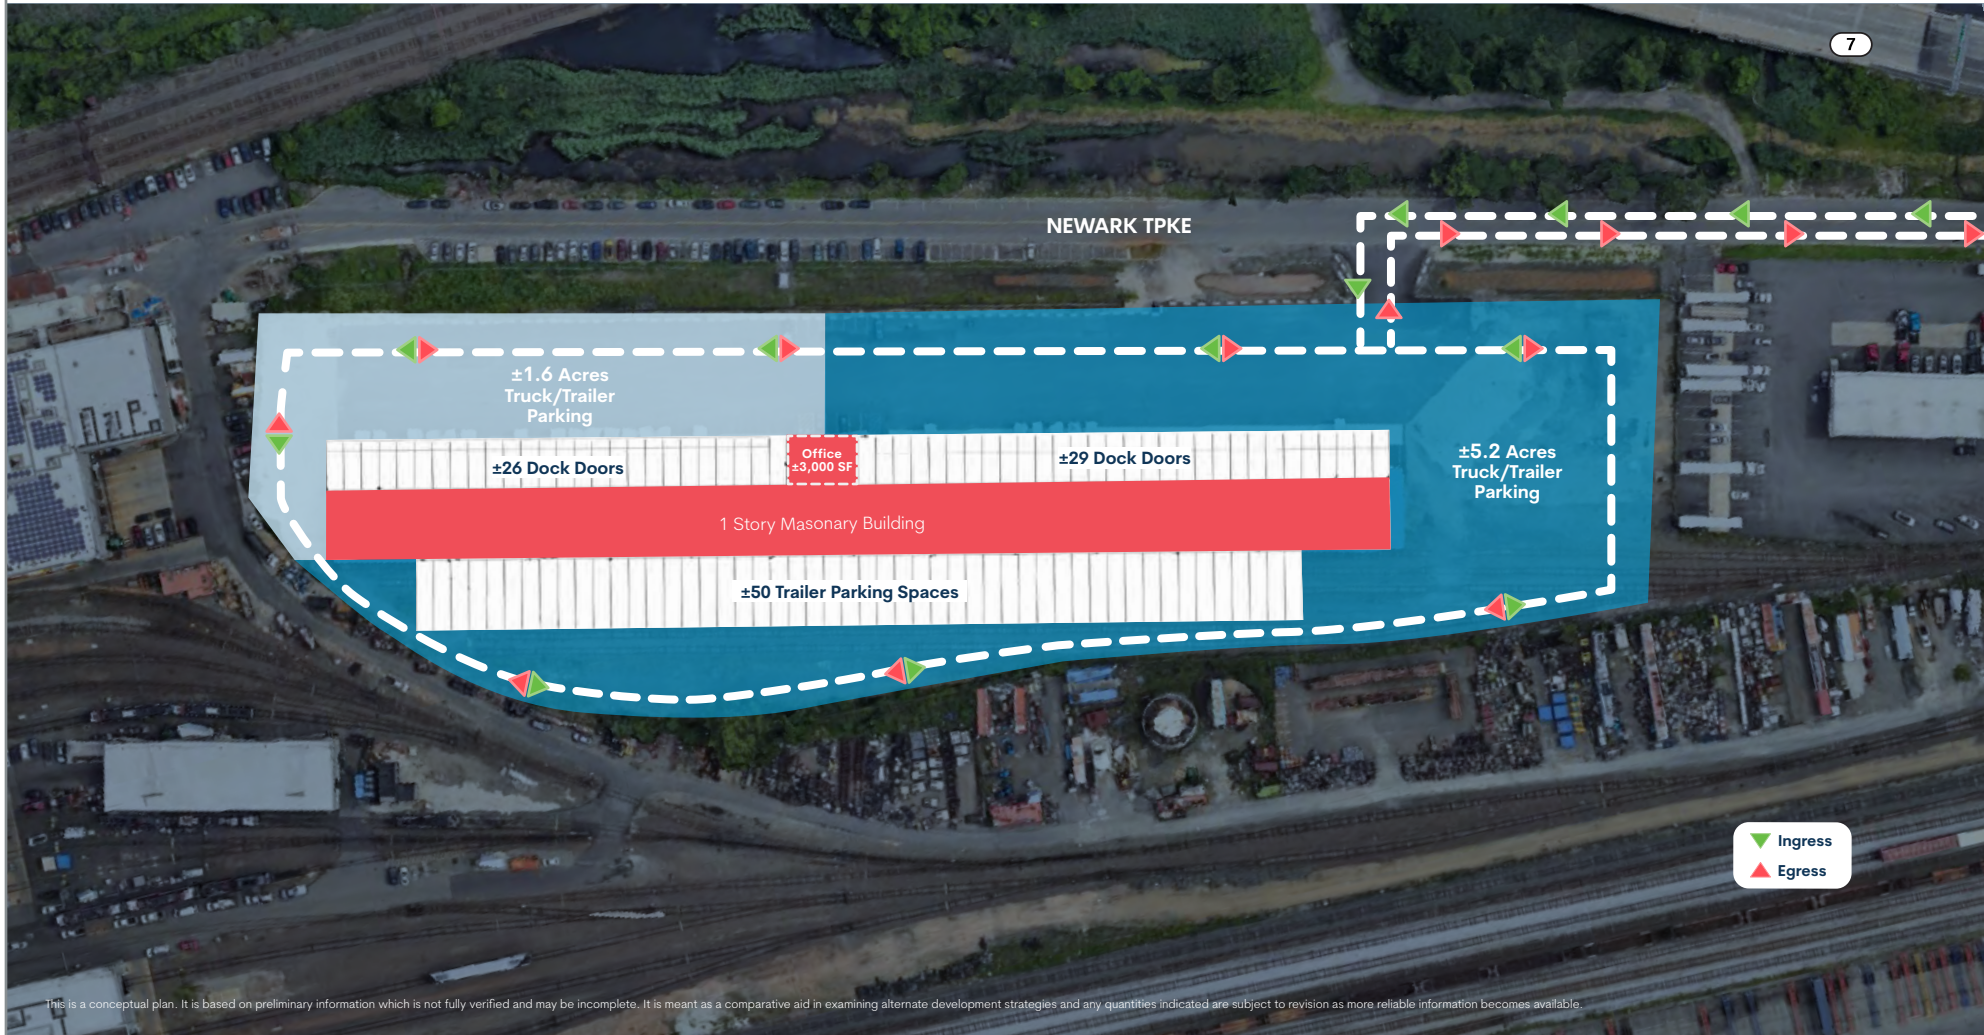 7
NEWARK TPKE
±1.6 Acres
Truck/Trailer
Parking
±26 Dock Doors
Office
±3,000 SF
±29 Dock Doors
±5.2 Acres
Truck/Trailer
Parking
1 Story Masonary Building
±50 Trailer Parking Spaces
Ingress
Egress
This is a conceptual plan. It is based on preliminary information which is not fully verified and may be incomplete. It is meant as a comparative aid in examining alternate development strategies and any quantities indicated are subject to revision as more reliable information becomes available.